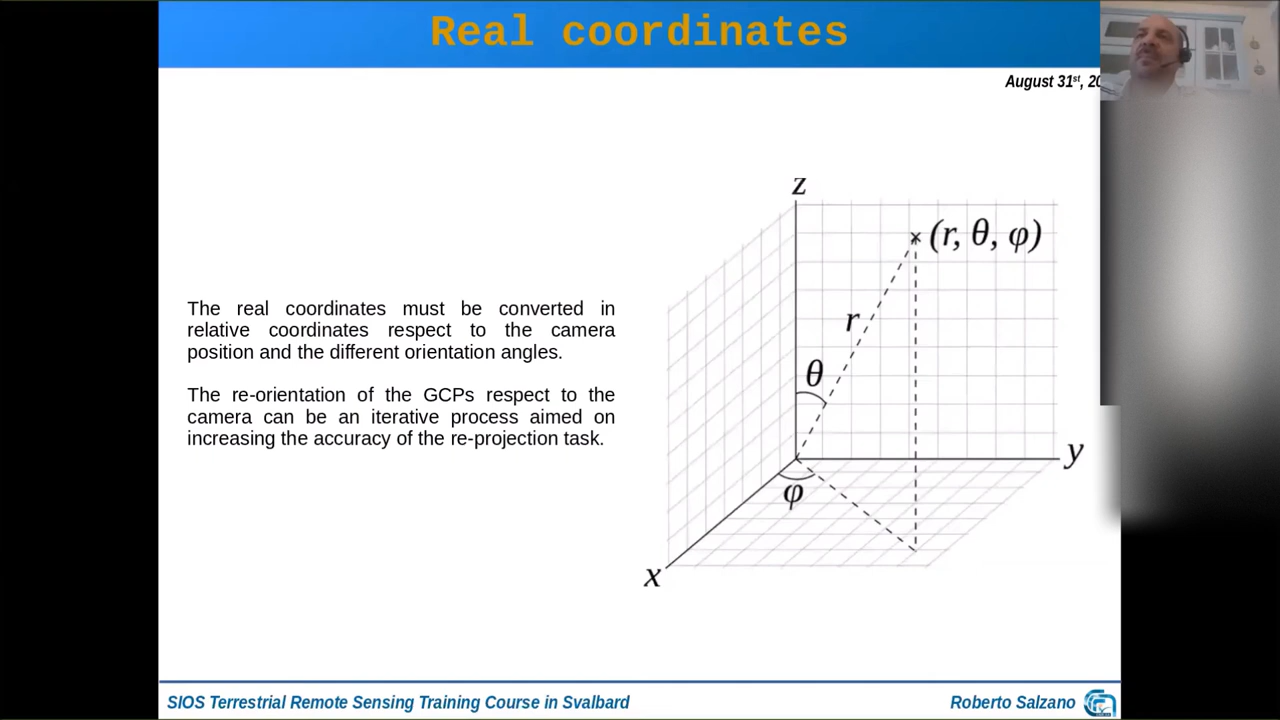 Real coordinates
August 31st, 20
The real coordinates must be converted in
relative coordinates respect to the camera
position and the different orientation angles.
The re-orientation of the GCPs respect to the
camera can be an iterative process aimed on
increasing the accuracy of the re-projection task.
z
(r, θ, φ)
r
θ
y
φ
x
SIOS Terrestrial Remote Sensing Training Course in Svalbard
Roberto Salzano